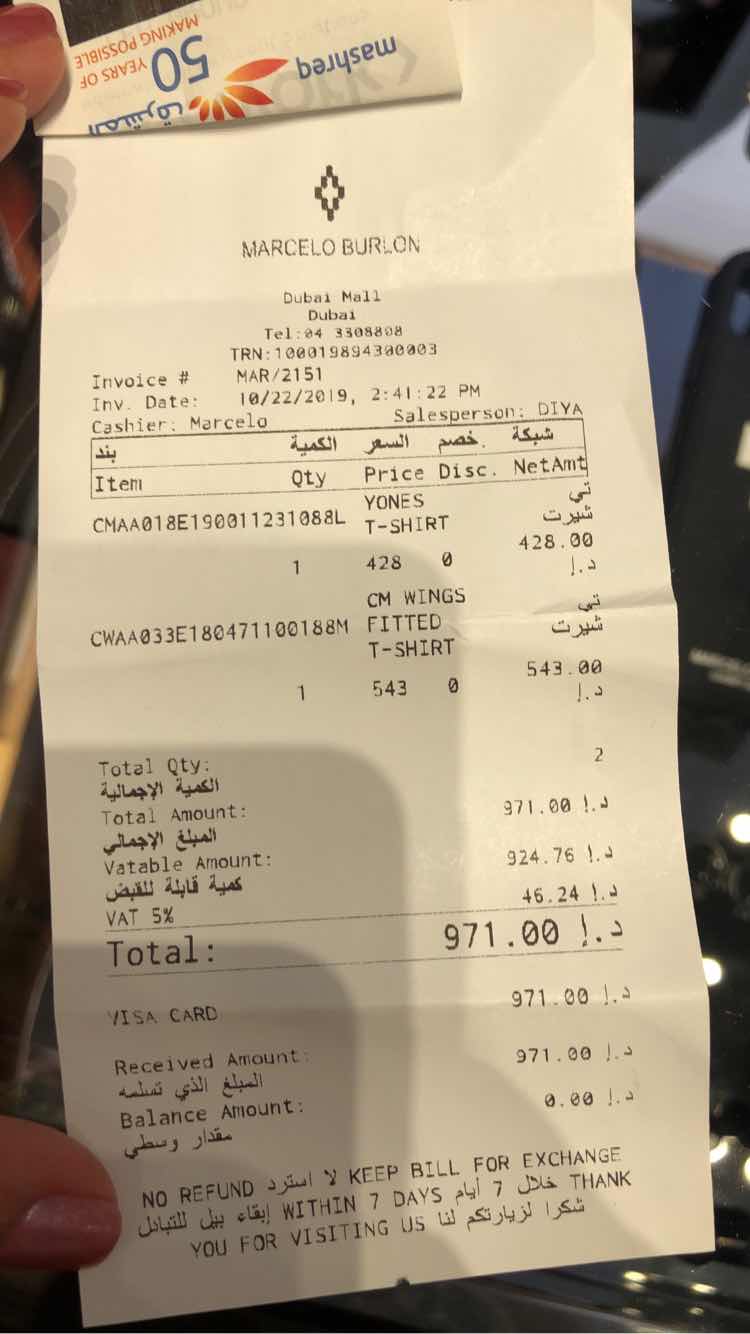 50 YEARS OF
MAKING POSSIBLE
المشرق mashreq
MARCELO BURLON
Dubai Mall
Dubai
Tel:04 3308808
TRN:100019894300003
Invoice # MAR/2151
Inv. Date: 10/22/2019, 2:41:22 PM
Cashier: Marcelo Salesperson: DIYA
بند الكمية السعر خصم. شبكة
Item Qty Price Disc. NetAmt
CMAA018E190011231088L YONES T-SHIRT تي شيرت
1 428 0 428.00 د.إ.
CWAA033E180471100188M CM WINGS FITTED T-SHIRT تي شيرت
1 543 0 543.00 د.إ.
Total Qty: 2
الكمية الإجمالية
Total Amount: 971.00 د.إ.
المبلغ الإجمالي
Vatable Amount: 924.76 د.إ.
كمية قابلة للقبض
VAT 5% 46.24 د.إ.
Total: 971.00 د.إ.
VISA CARD 971.00 د.إ.
Received Amount: 971.00 د.إ.
المبلغ الذي تسلمه
Balance Amount: 0.00 د.إ.
مقدار وسطي
NO REFUND لا استرد KEEP BILL FOR EXCHANGE
إبقاء بيل للتبادل WITHIN 7 DAYS خلال 7 أيام THANK
YOU FOR VISITING US شكرا لزيارتكم لنا